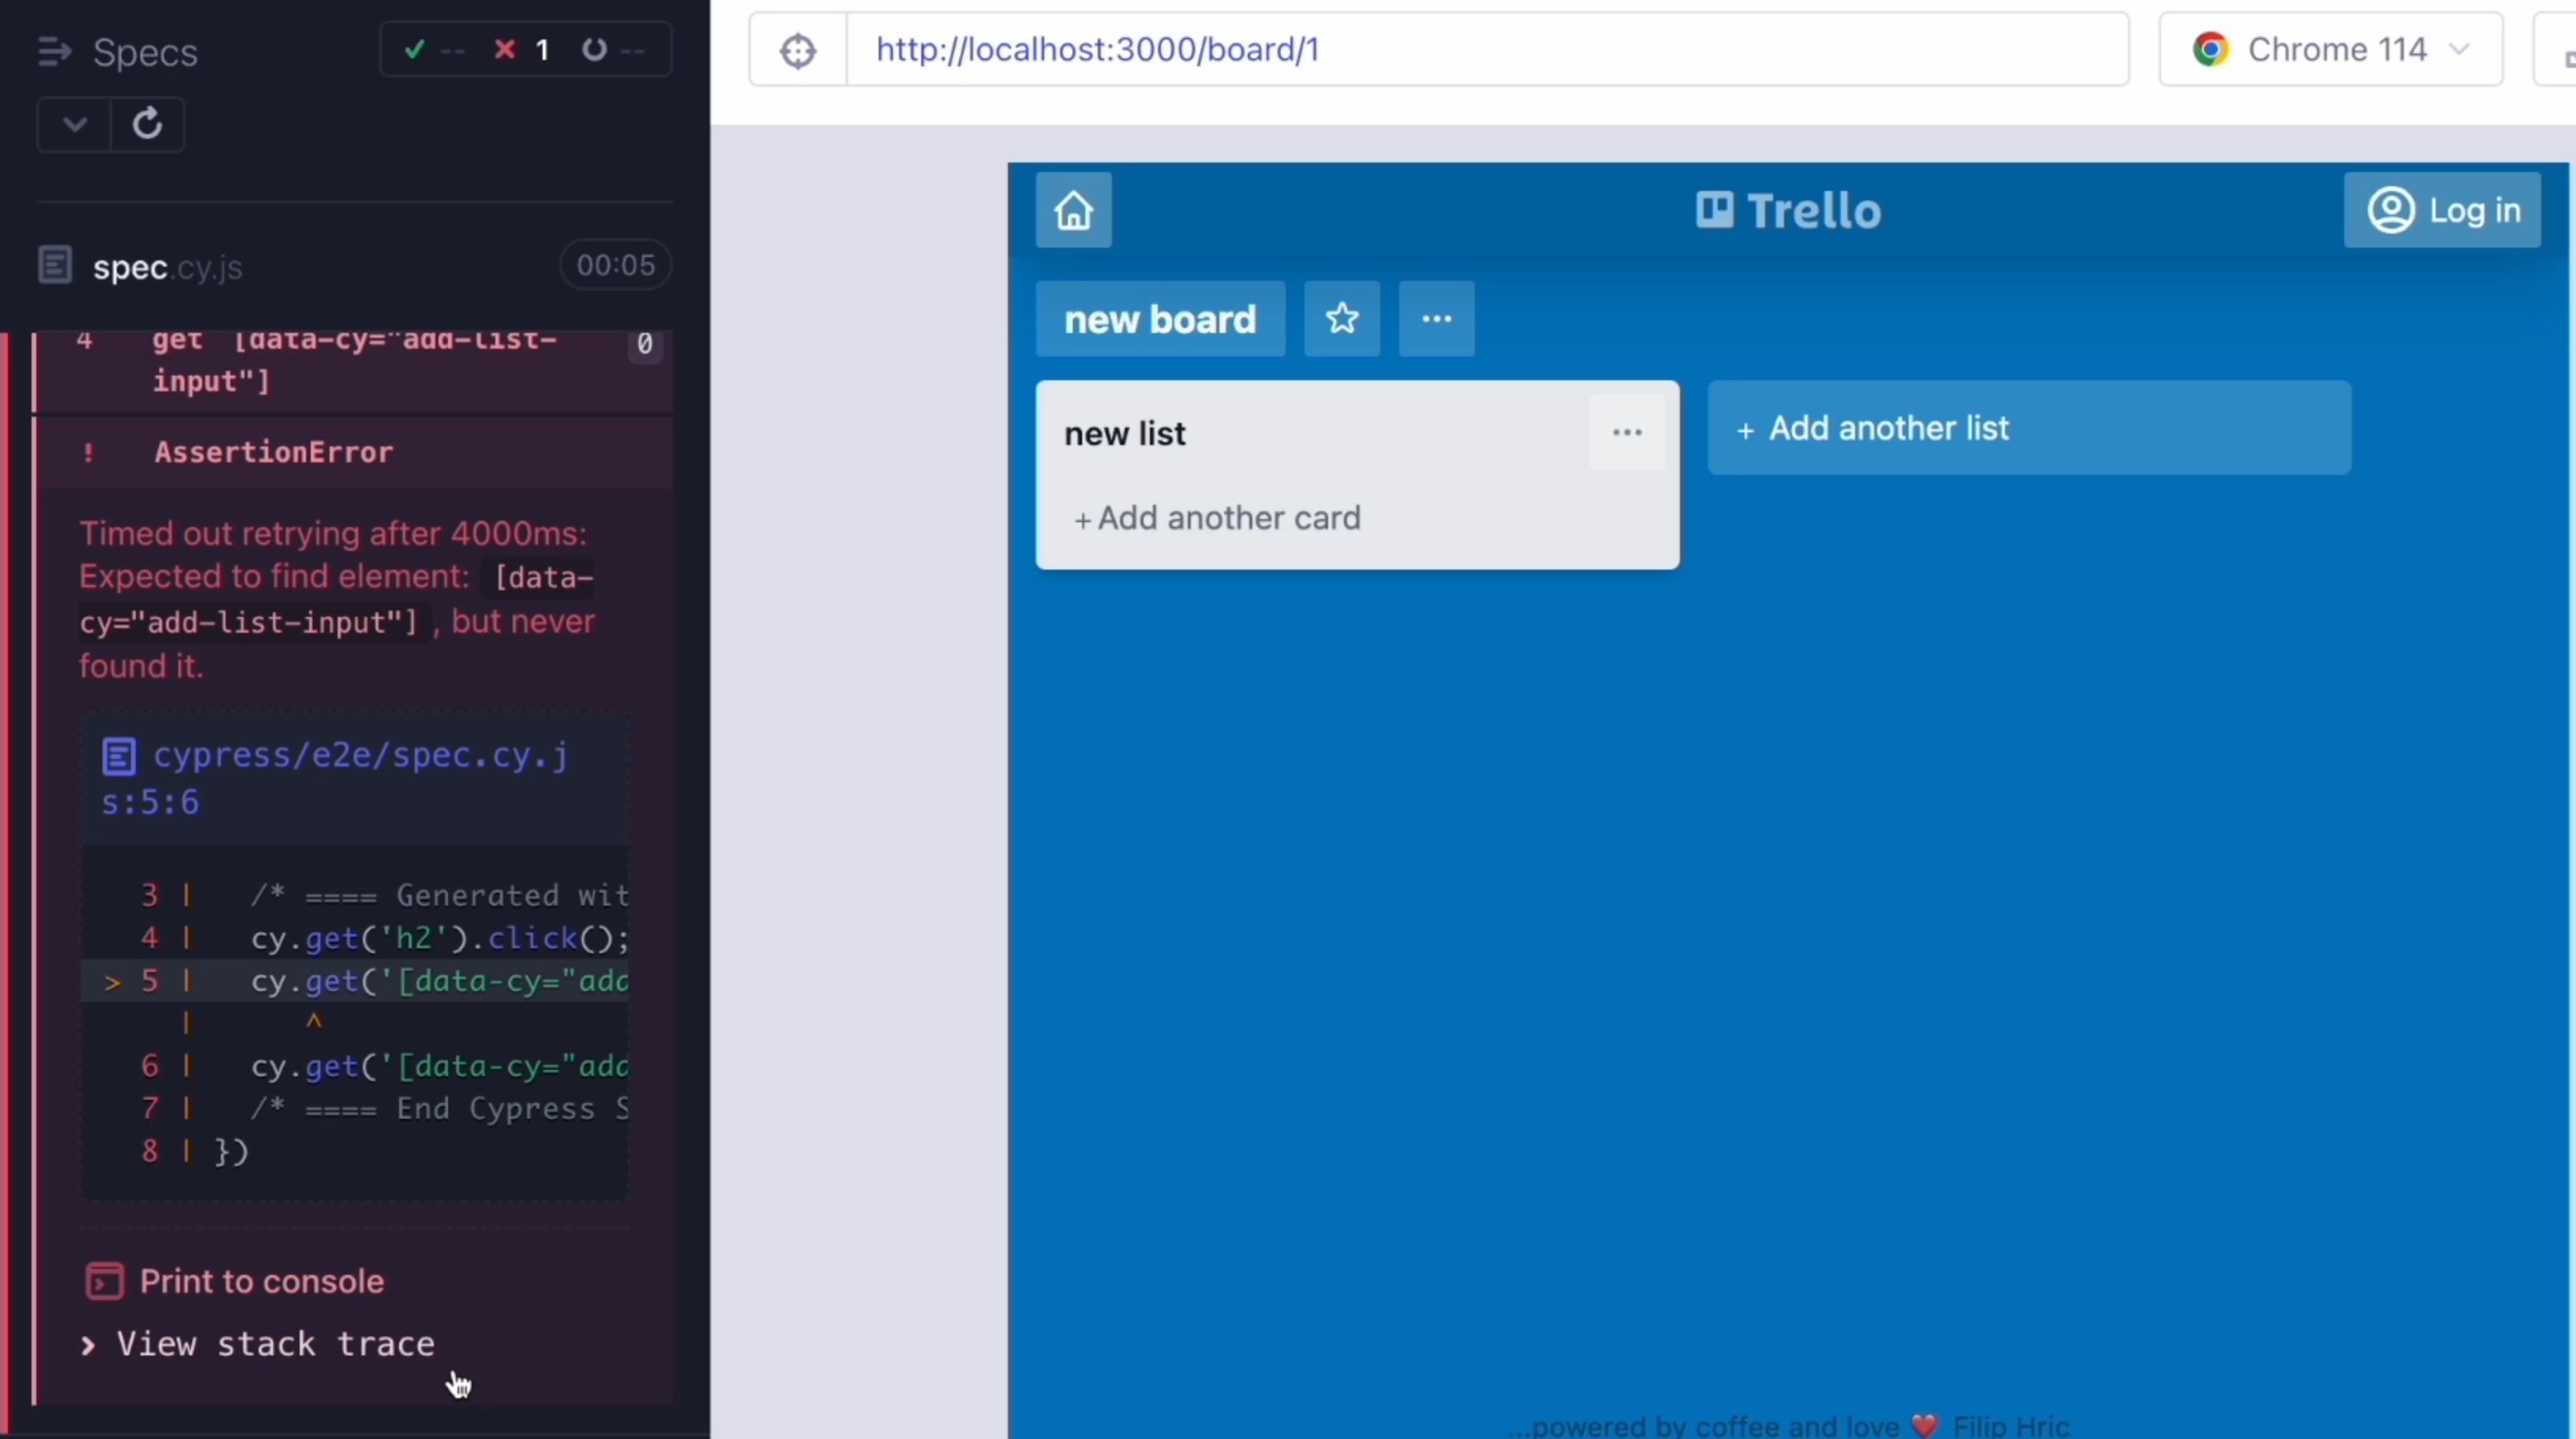 Specs
-- 1 --
spec.cy.js
00:05
4 get [data-cy="add-list-
input"]
0
! AssertionError
Timed out retrying after 4000ms:
Expected to find element: [data-
cy="add-list-input"] , but never
found it.
cypress/e2e/spec.cy.j
s:5:6
3 | /* ==== Generated wit
4 | cy.get('h2').click();
> 5 | cy.get('[data-cy="add
| ^
6 | cy.get('[data-cy="add
7 | /* ==== End Cypress S
8 | })
Print to console
› View stack trace
http://localhost:3000/board/1
Chrome 114
Trello
Log in
new board
...
new list
...
+ Add another card
+ Add another list
...powered by coffee and love ❤️ Filip Hric